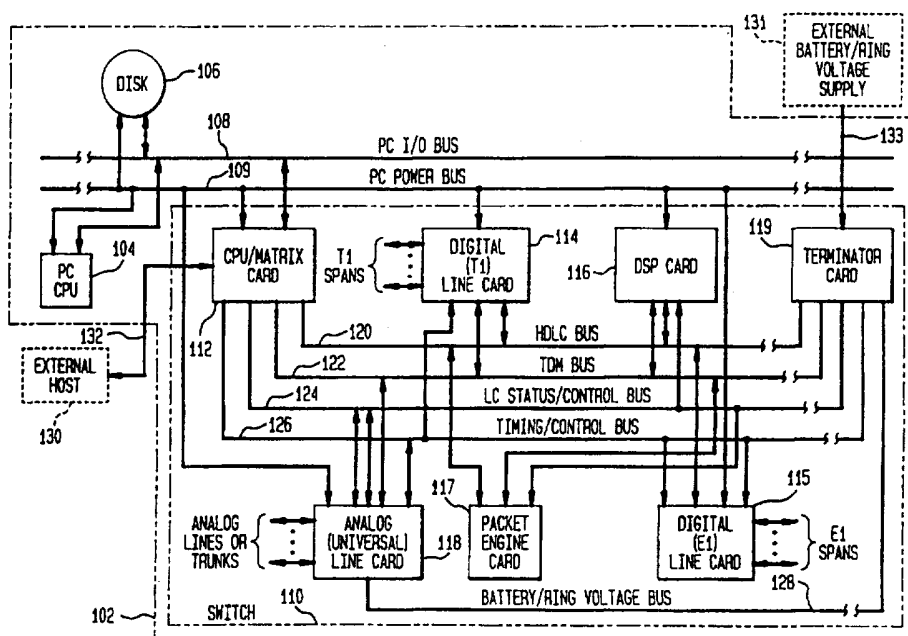 131
EXTERNAL
BATTERY/RING
VOLTAGE
SUPPLY
DISK
106
108
PC I/O BUS
133
109
PC POWER BUS
104
PC
CPU
CPU/MATRIX
CARD
T1
SPANS
DIGITAL
(T1)
LINE CARD
114
116
DSP CARD
119
TERMINATOR
CARD
132
112
120
HDLC BUS
122
TDM BUS
EXTERNAL
HOST
130
124
LC STATUS/CONTROL BUS
126
TIMING/CONTROL BUS
ANALOG
LINES OR
TRUNKS
ANALOG
(UNIVERSAL)
LINE CARD
118
117
PACKET
ENGINE
CARD
115
DIGITAL
(E1)
LINE CARD
E1
SPANS
BATTERY/RING VOLTAGE BUS
128
102
SWITCH
110